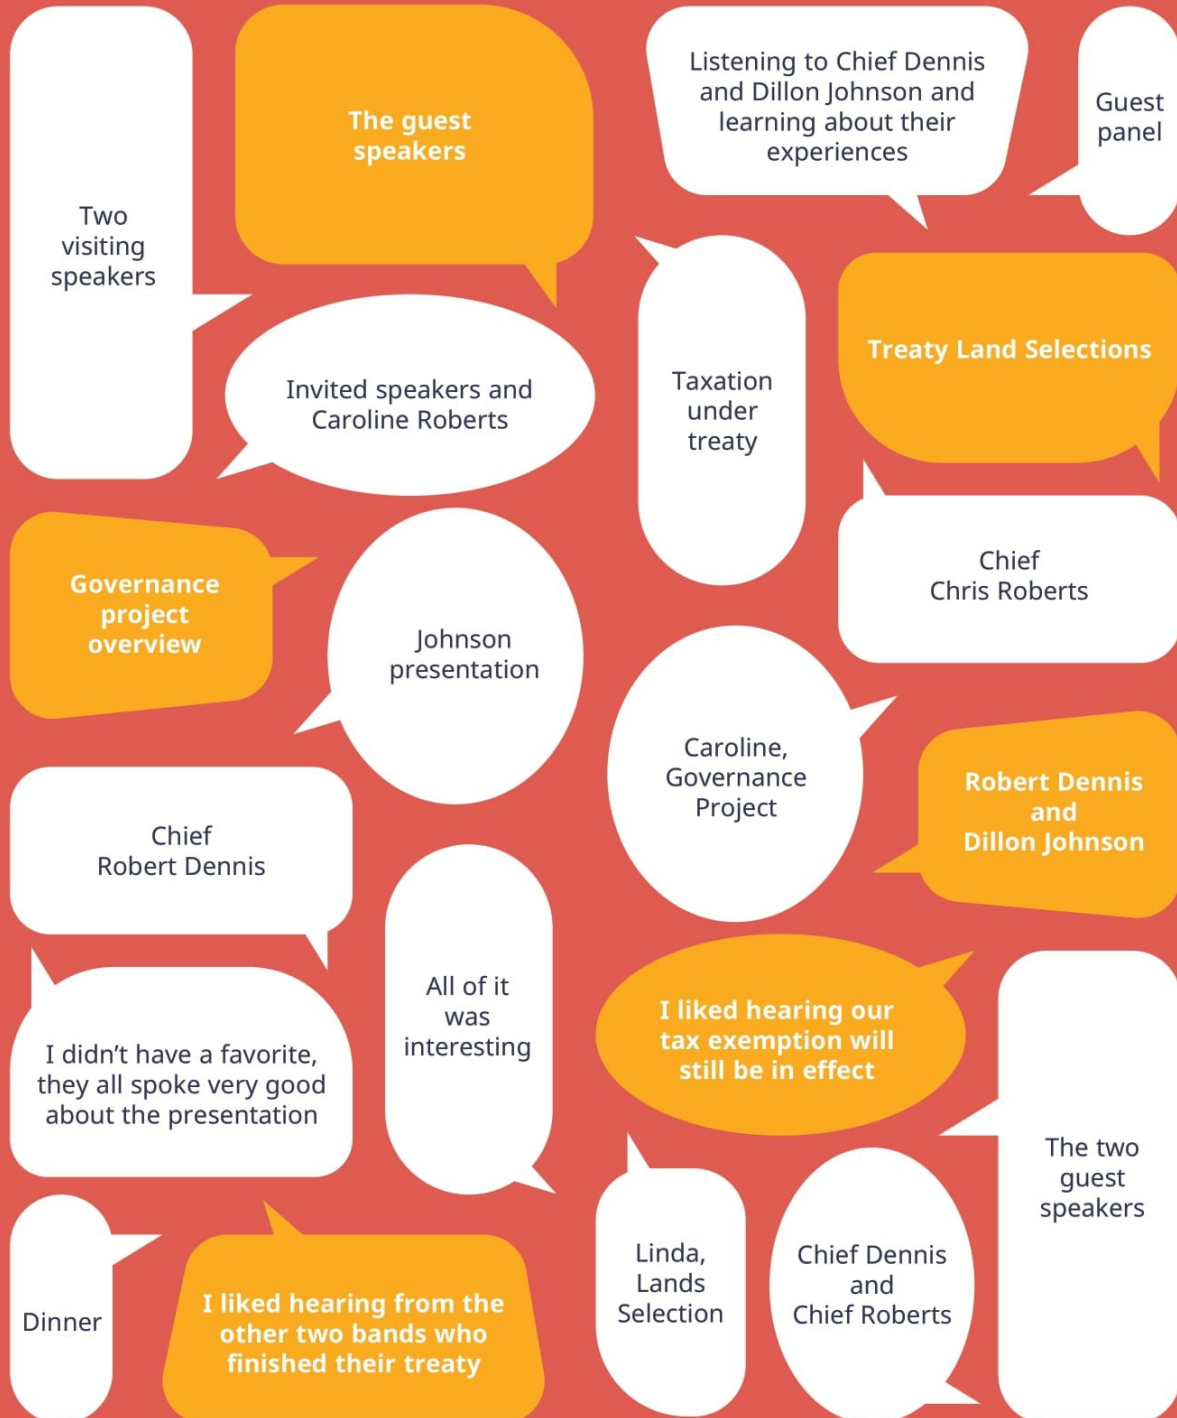 Two
visiting
speakers
The guest
speakers
Listening to Chief Dennis
and Dillon Johnson and
learning about their
experiences
Guest
panel
Invited speakers and
Caroline Roberts
Taxation
under
treaty
Treaty Land Selections
Chief
Chris Roberts
Governance
project
overview
Johnson
presentation
Caroline,
Governance
Project
Robert Dennis
and
Dillon Johnson
Chief
Robert Dennis
All of it
was
interesting
I liked hearing our
tax exemption will
still be in effect
I didn’t have a favorite,
they all spoke very good
about the presentation
The two
guest
speakers
Dinner
I liked hearing from the
other two bands who
finished their treaty
Linda,
Lands
Selection
Chief Dennis
and
Chief Roberts